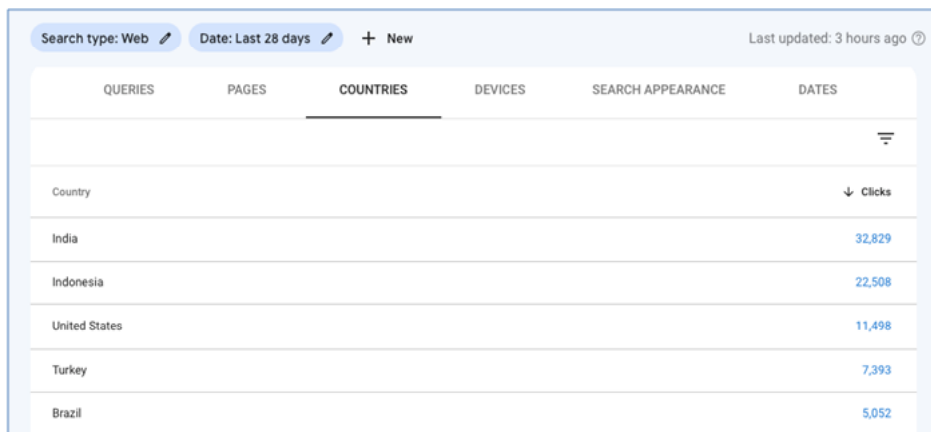 Search type: Web Date: Last 28 days + New Last updated: 3 hours ago
QUERIES PAGES COUNTRIES DEVICES SEARCH APPEARANCE DATES
Country Clicks
India 32,829
Indonesia 22,508
United States 11,498
Turkey 7,393
Brazil 5,052